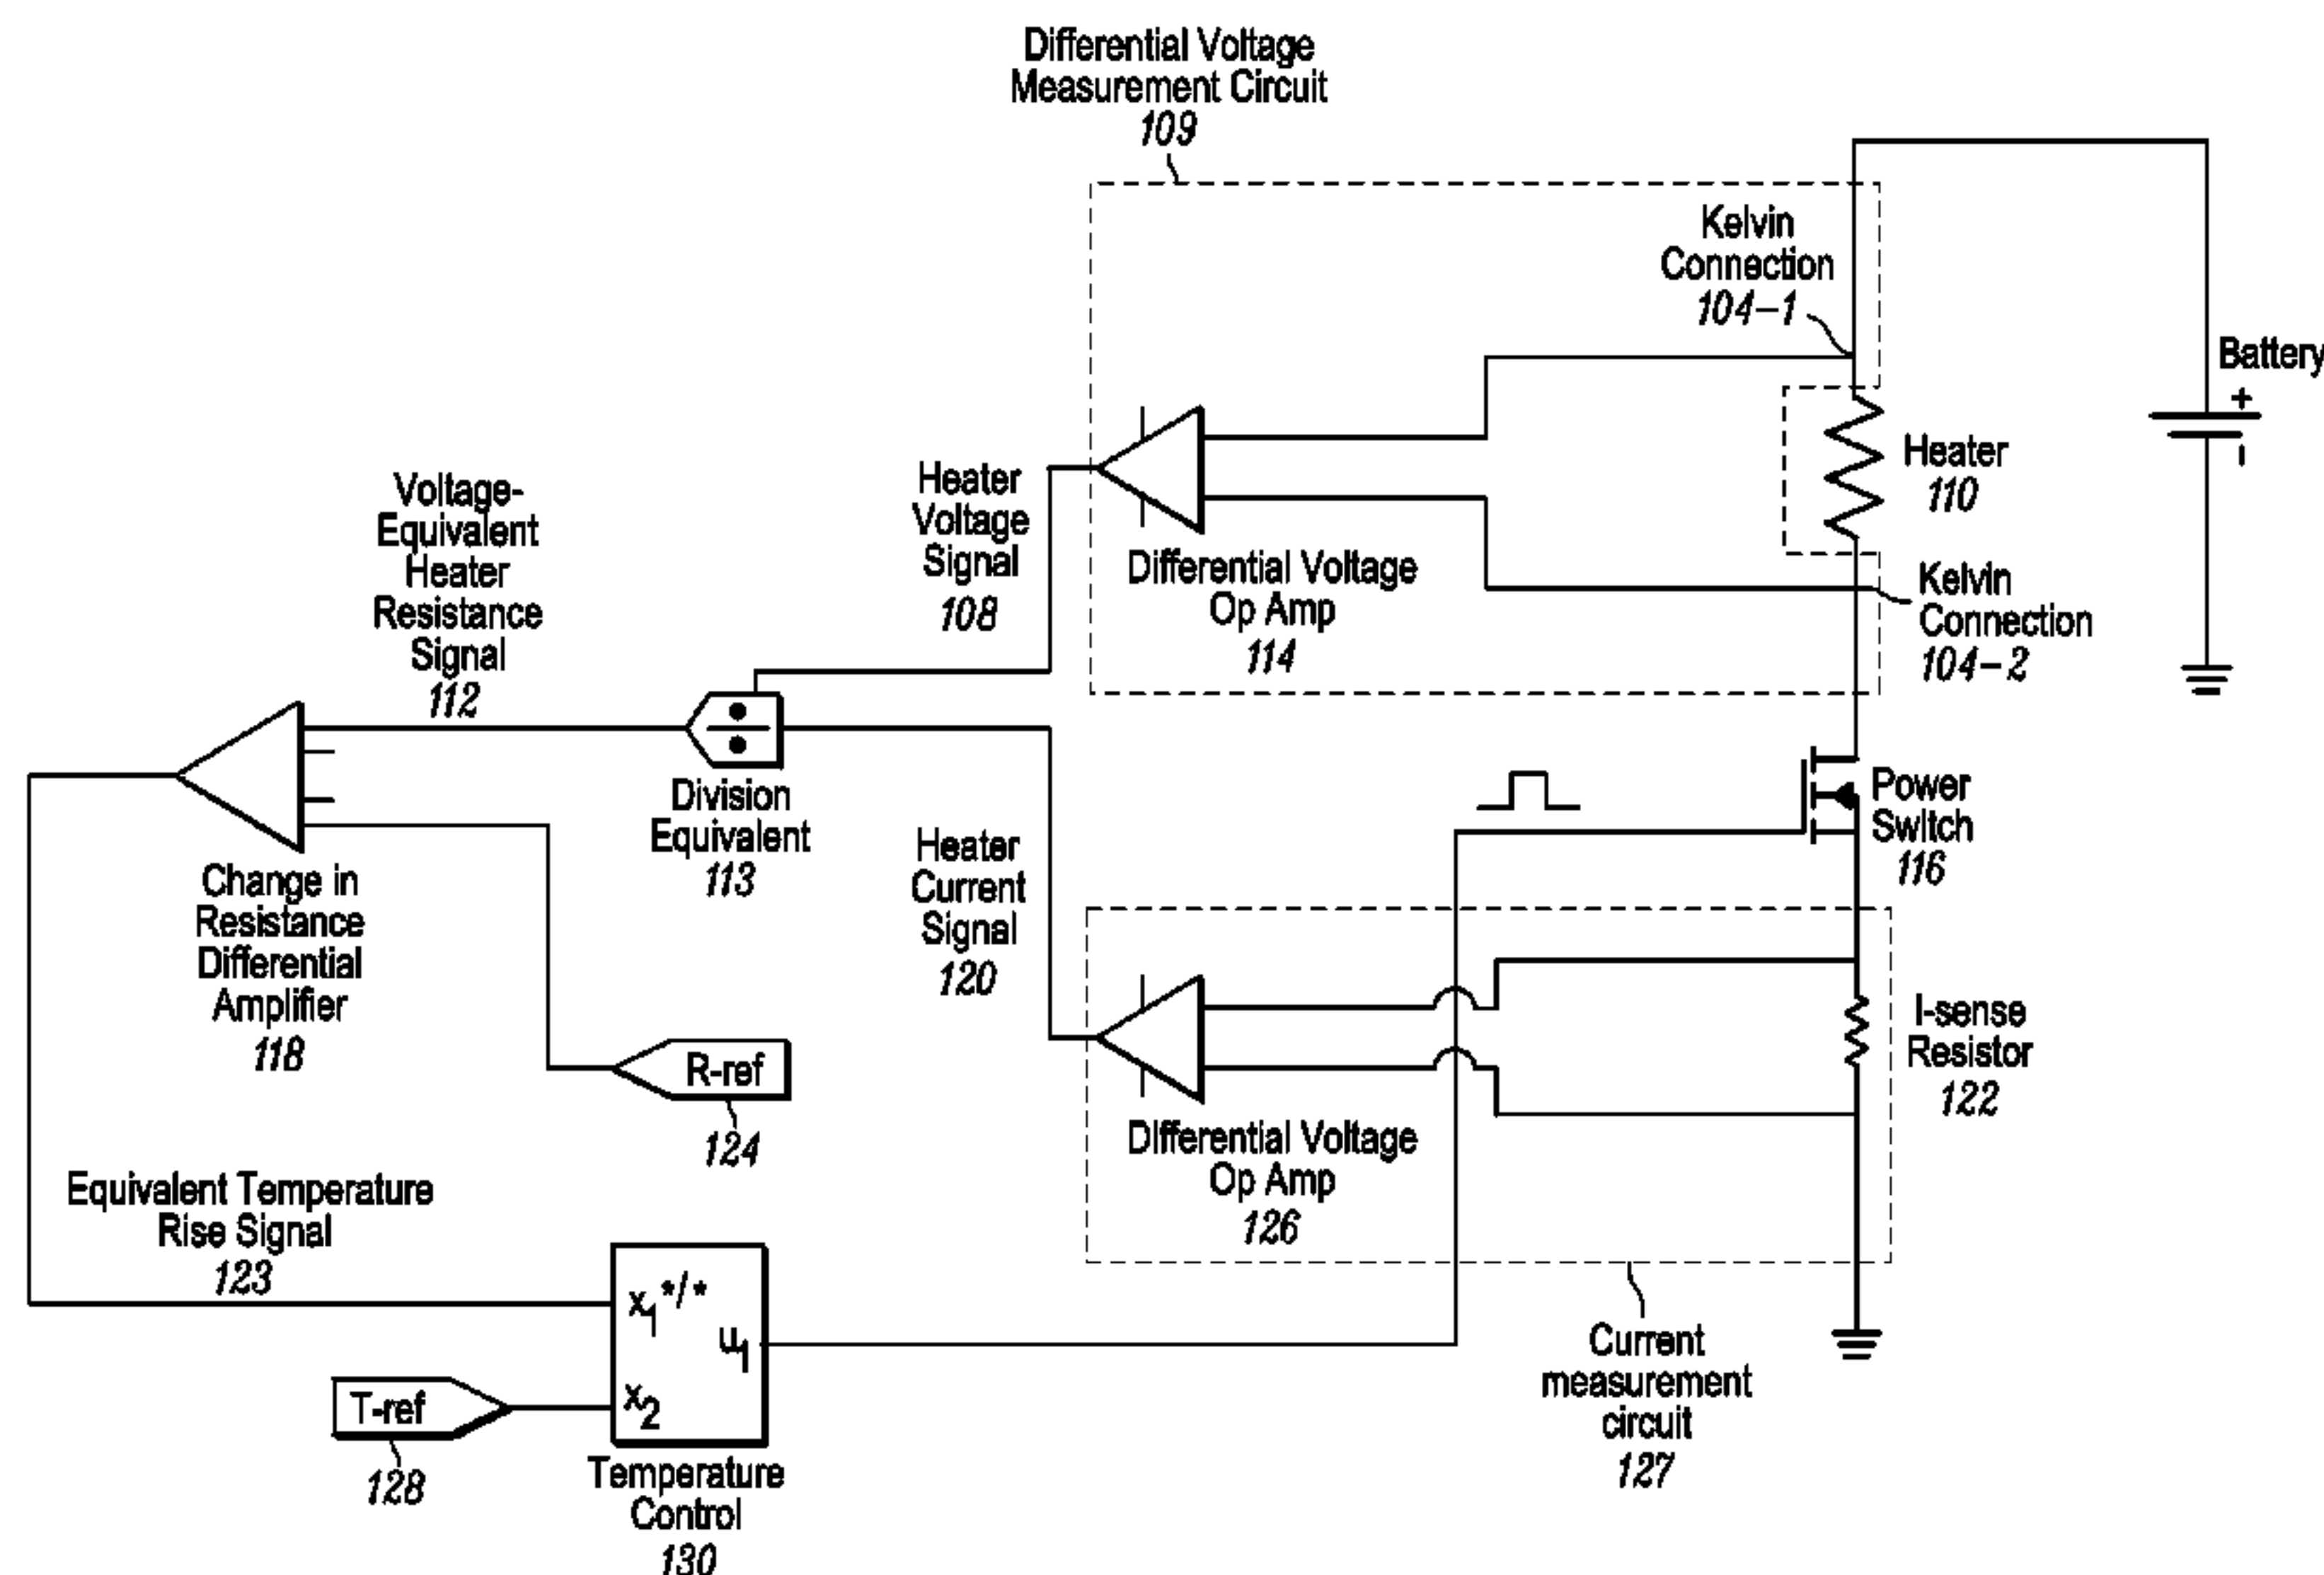 Differential Voltage
Measurement Circuit
109
Kelvin
Connection
104-1
Battery
+
-
Heater
110
Kelvin
Connection
104-2
Differential Voltage
Op Amp
114
Heater
Voltage
Signal
108
Voltage-
Equivalent
Heater
Resistance
Signal
112
Division
Equivalent
113
Power
Switch
116
Heater
Current
Signal
120
Change in
Resistance
Differential
Amplifier
118
I-sense
Resistor
122
R-ref
124
Differential Voltage
Op Amp
126
Equivalent Temperature
Rise Signal
123
x1 */*
u1
x2
T-ref
128
Temperature
Control
130
Current
measurement
circuit
127